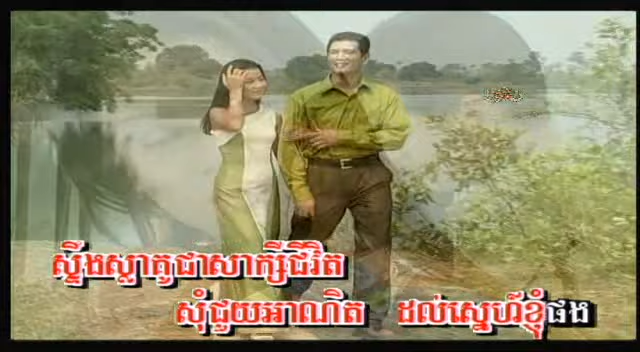 ស្ទឹងស្លាគូជាសាក្សីជីវិត
សុំជួយអាណិត ដល់ស្នេហ៍ខ្ញុំផង